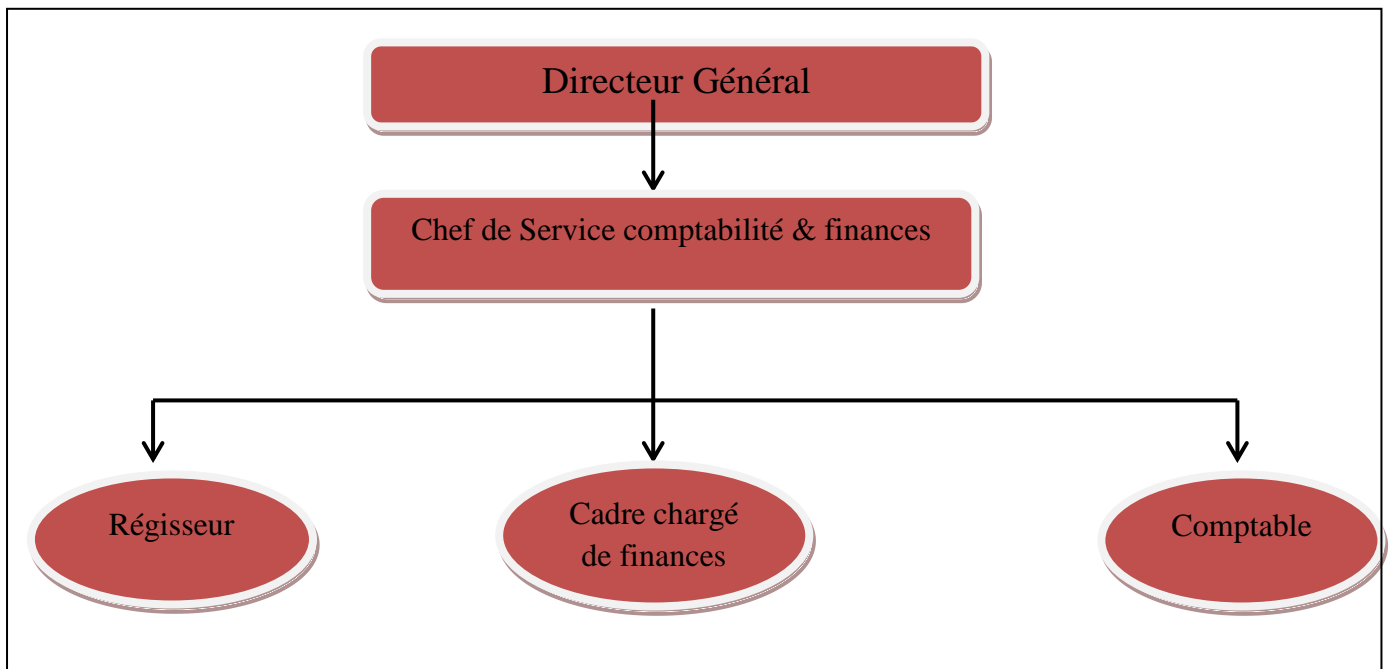 Directeur Général
Chef de Service comptabilité & finances
Régisseur
Cadre chargé
de finances
Comptable